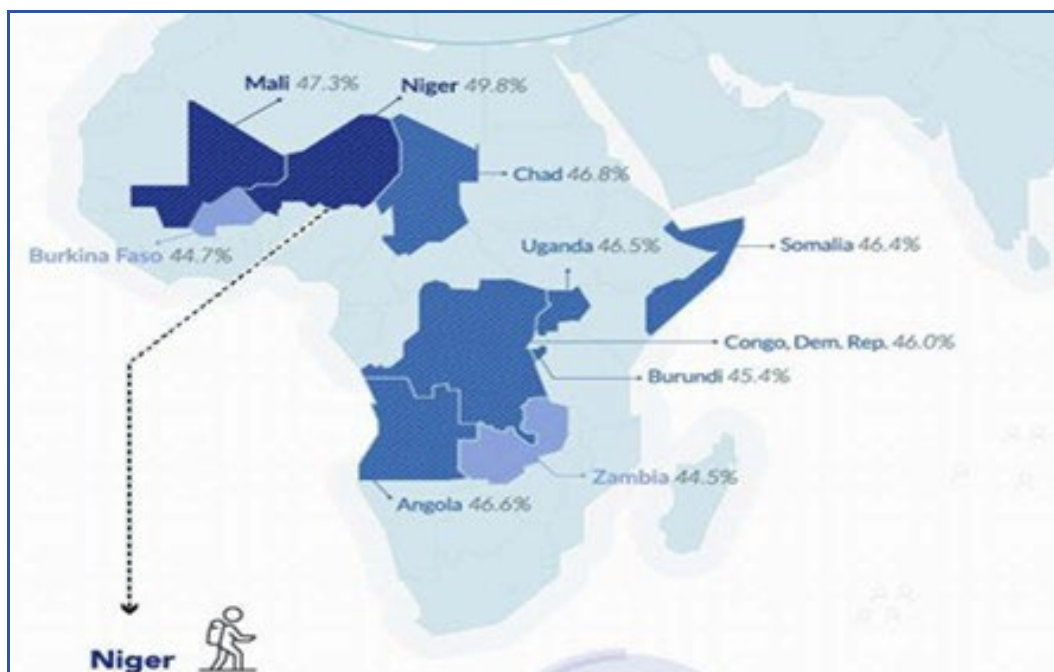 Mali 47.3%
Niger 49.8%
Chad 46.8%
Burkina Faso 44.7%
Uganda 46.5%
Somalia 46.4%
Congo, Dem. Rep. 46.0%
Burundi 45.4%
Zambia 44.5%
Angola 46.6%
Niger